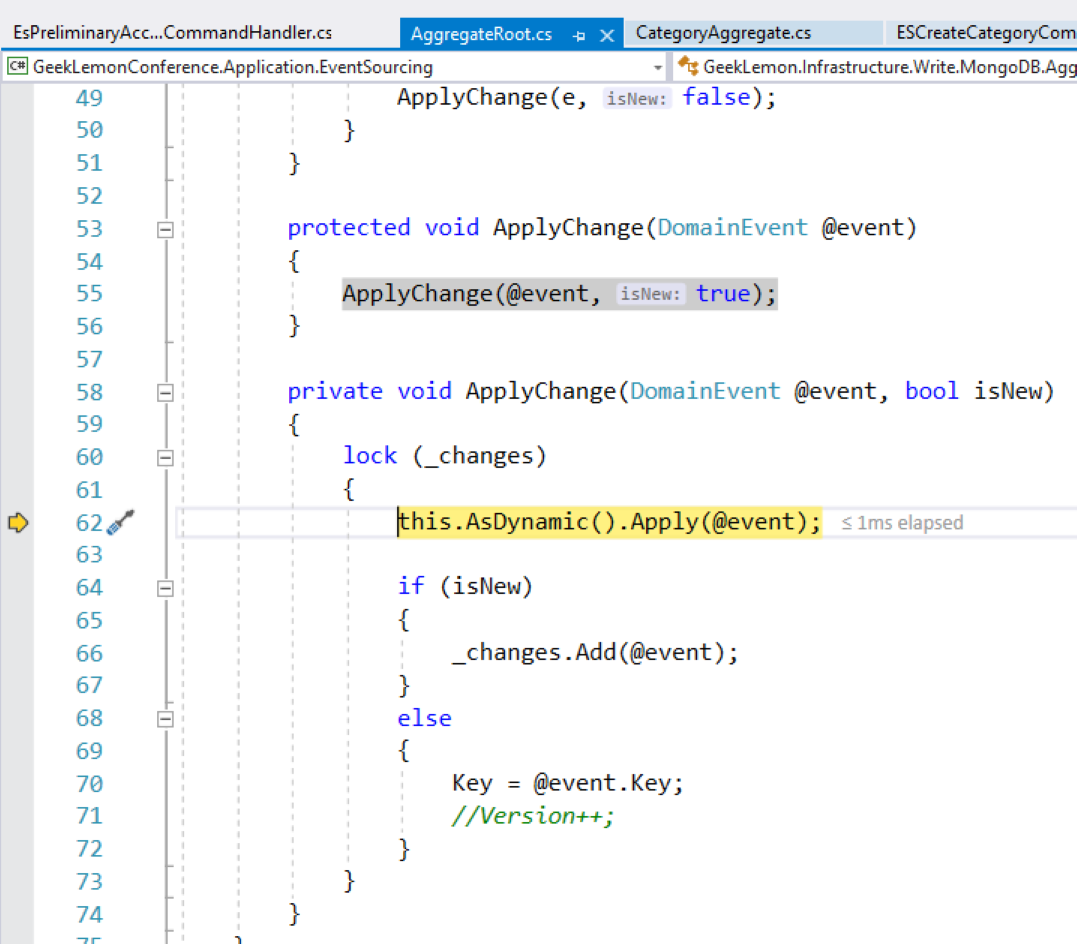 EsPreliminaryAcc...CommandHandler.cs AggregateRoot.cs CategoryAggregate.cs ESCreateCategoryCom
C# GeekLemonConference.Application.EventSourcing GeekLemon.Infrastructure.Write.MongoDB.Agg
49 ApplyChange(e, isNew: false);
50 }
51 }
52
53 protected void ApplyChange(DomainEvent @event)
54 {
55 ApplyChange(@event, isNew: true);
56 }
57
58 private void ApplyChange(DomainEvent @event, bool isNew)
59 {
60 lock (_changes)
61 {
62 this.AsDynamic().Apply(@event); ≤ 1ms elapsed
63
64 if (isNew)
65 {
66 _changes.Add(@event);
67 }
68 else
69 {
70 Key = @event.Key;
71 //Version++;
72 }
73 }
74 }
75 }